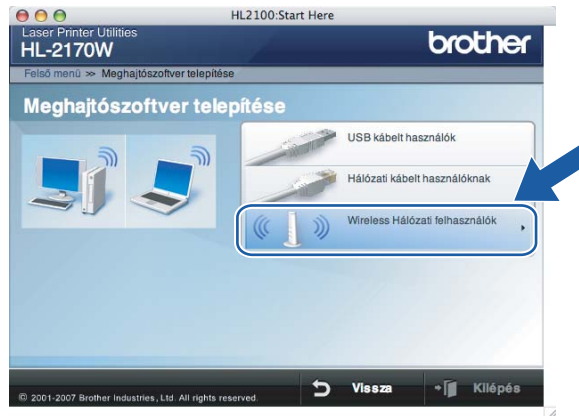 HL2100:Start Here
Laser Printer Utilities
HL-2170W
brother
Felső menü >> Meghajtószoftver telepítése
Meghajtószoftver telepítése
USB kábelt használók
Hálózati kábelt használóknak
Wireless Hálózati felhasználók
© 2001-2007 Brother Industries, Ltd. All rights reserved.
Vissza
Kilépés